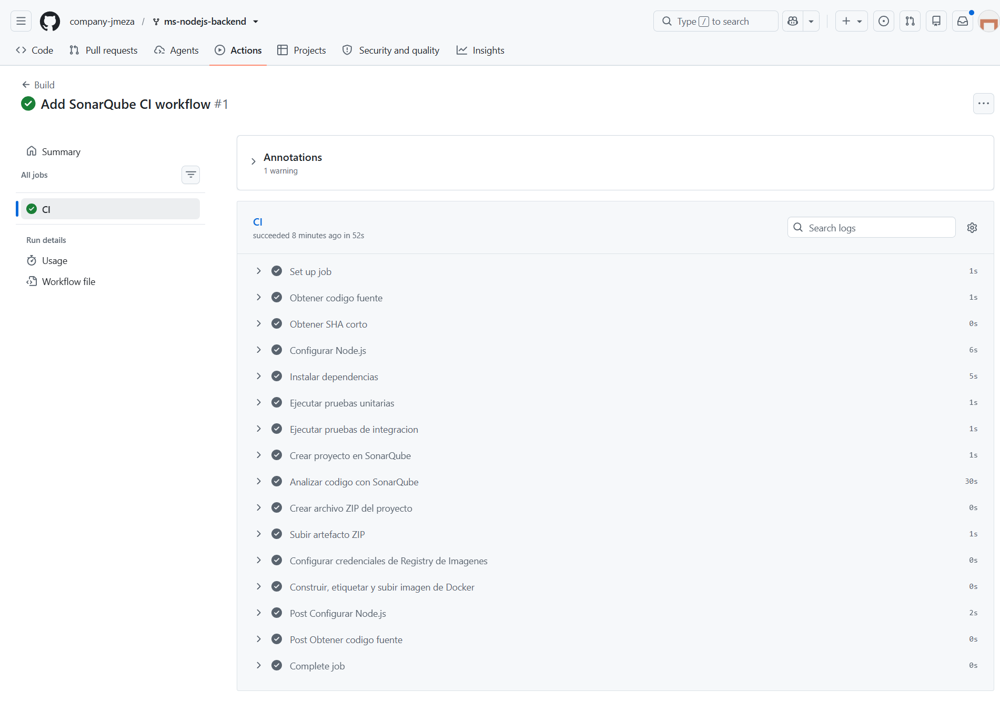 company-jmeza / ms-nodejs-backend
Type / to search
Code
Pull requests
Agents
Actions
Projects
Security and quality
Insights
Build
Add SonarQube CI workflow #1
Summary
All jobs
CI
Run details
Usage
Workflow file
Annotations
1 warning
CI
succeeded 8 minutes ago in 52s
Search logs
Set up job 1s
Obtener codigo fuente 1s
Obtener SHA corto 0s
Configurar Node.js 6s
Instalar dependencias 5s
Ejecutar pruebas unitarias 1s
Ejecutar pruebas de integracion 1s
Crear proyecto en SonarQube 1s
Analizar codigo con SonarQube 30s
Crear archivo ZIP del proyecto 0s
Subir artefacto ZIP 1s
Configurar credenciales de Registry de Imagenes 0s
Construir, etiquetar y subir imagen de Docker 0s
Post Configurar Node.js 2s
Post Obtener codigo fuente 0s
Complete job 0s